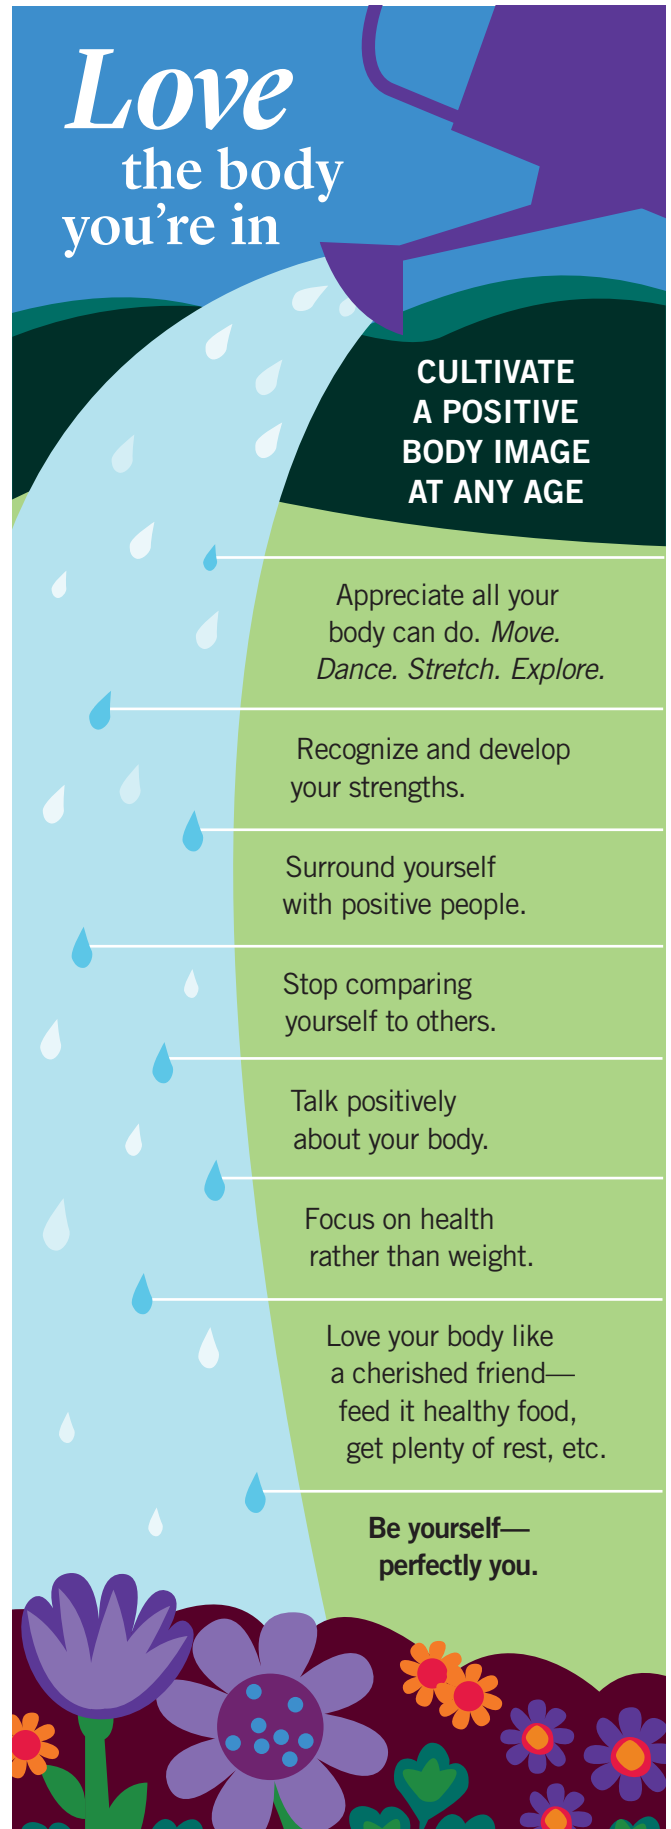 Love
the body
you’re in
CULTIVATE
A POSITIVE
BODY IMAGE
AT ANY AGE
Appreciate all your
body can do. Move.
Dance. Stretch. Explore.
Recognize and develop
your strengths.
Surround yourself
with positive people.
Stop comparing
yourself to others.
Talk positively
about your body.
Focus on health
rather than weight.
Love your body like
a cherished friend—
feed it healthy food,
get plenty of rest, etc.
Be yourself—
perfectly you.